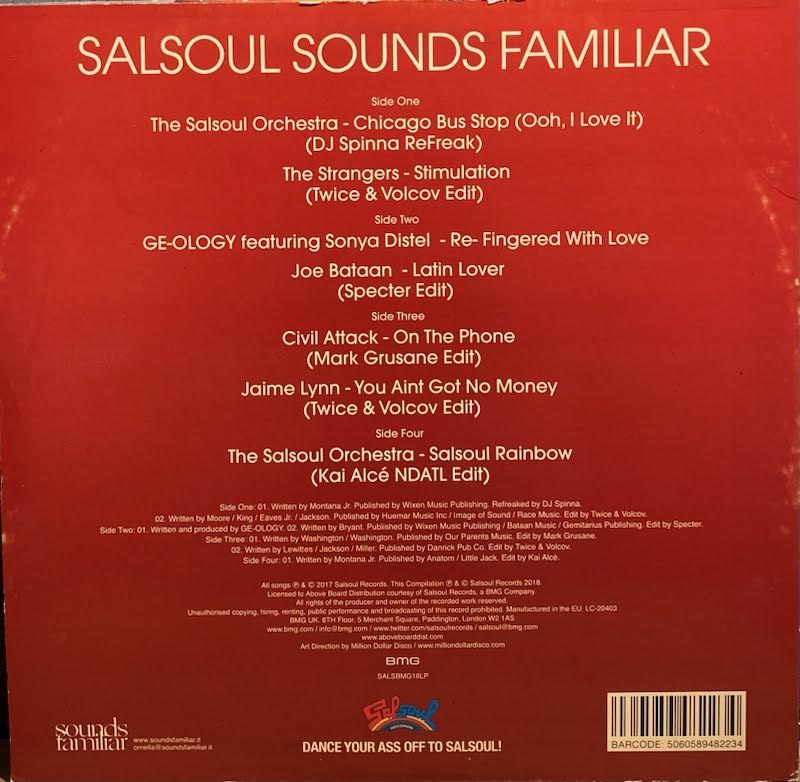 SALSOUL SOUNDS FAMILIAR
Side One
The Salsoul Orchestra - Chicago Bus Stop (Ooh, I Love It)
(DJ Spinna ReFreak)
The Strangers - Stimulation
(Twice & Volcov Edit)
Side Two
GE-OLOGY featuring Sonya Distel - Re- Fingered With Love
Joe Bataan - Latin Lover
(Specter Edit)
Side Three
Civil Attack - On The Phone
(Mark Grusane Edit)
Jaime Lynn - You Aint Got No Money
(Twice & Volcov Edit)
Side Four
The Salsoul Orchestra - Salsoul Rainbow
(Kai Alcé NDATL Edit)
Side One: 01. Written by Montana Jr. Published by Wixen Music Publishing. Refreaked by DJ Spinna.
02. Written by Moore / King / Eaves Jr. / Jackson. Published by Huemar Music Inc / Image of Sound / Race Music. Edit by Twice & Volcov.
Side Two: 01. Written and produced by GE-OLOGY. 02. Written by Bryant. Published by Wixen Music Publishing / Bataan Music / Gemitarius Publishing. Edit by Specter.
Side Three: 01. Written by Washington / Washington. Published by Our Parents Music. Edit by Mark Grusane.
02. Written by Lewittes / Jackson / Miller. Published by Danrick Pub Co. Edit by Twice & Volcov.
Side Four: 01. Written by Montana Jr. Published by Anatom / Little Jack. Edit by Kai Alcé.
All songs ℗ & © 2017 Salsoul Records. This Compilation ℗ & © Salsoul Records 2018.
Licensed to Above Board Distribution courtesy of Salsoul Records, a BMG Company.
All rights of the producer and owner of the recorded work reserved.
Unauthorised copying, hiring, renting, public performance and broadcasting of this record prohibited. Manufactured in the EU. LC-20403
BMG UK. 8TH Floor. 5 Merchant Square, Paddington, London W2 1AS
www.bmg.com / info@bmg.com / www.twitter.com/salsoulrecords / salsoul@bmg.com
www.aboveboarddist.com
Art Direction by Million Dollar Disco / www.milliondollardisco.com
BMG
SALSBMG16LP
Salsoul
RECORDS
DANCE YOUR ASS OFF TO SALSOUL!
sounds
familiar
www.soundsfamiliar.it
ornella@soundsfamiliar.it
BARCODE: 5060589482234